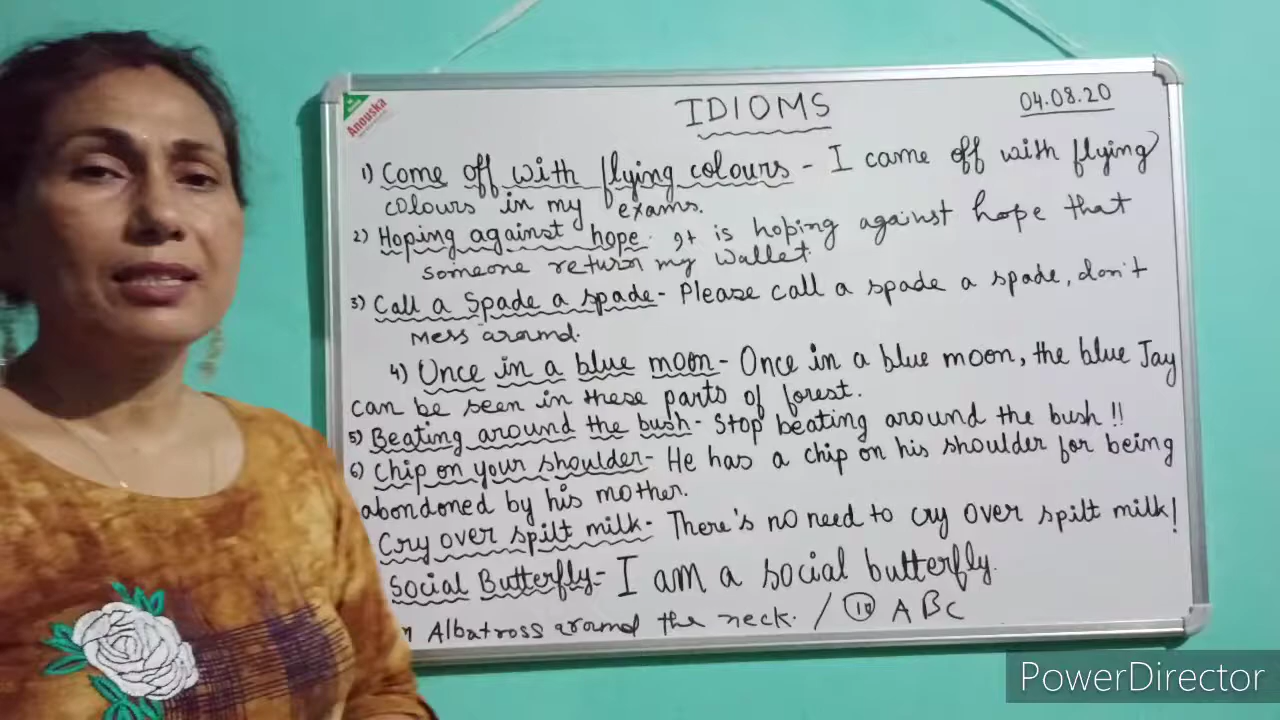 Anouska
IDIOMS
04.08.20
1) Come off with flying colours - I came off with flying
colours in my exams.
2) Hoping against hope. It is hoping against hope that
someone return my wallet.
3) Call a Spade a spade - Please call a spade a spade, don't
mess around.
4) Once in a blue moon - Once in a blue moon, the blue Jay
can be seen in these parts of forest.
5) Beating around the bush - Stop beating around the bush !!
6) Chip on your shoulder - He has a chip on his shoulder for being
abondoned by his mother.
Cry over spilt milk - There's no need to cry over spilt milk!
Social Butterfly - I am a social butterfly.
Albatross around the neck. / 10 A B C
PowerDirector